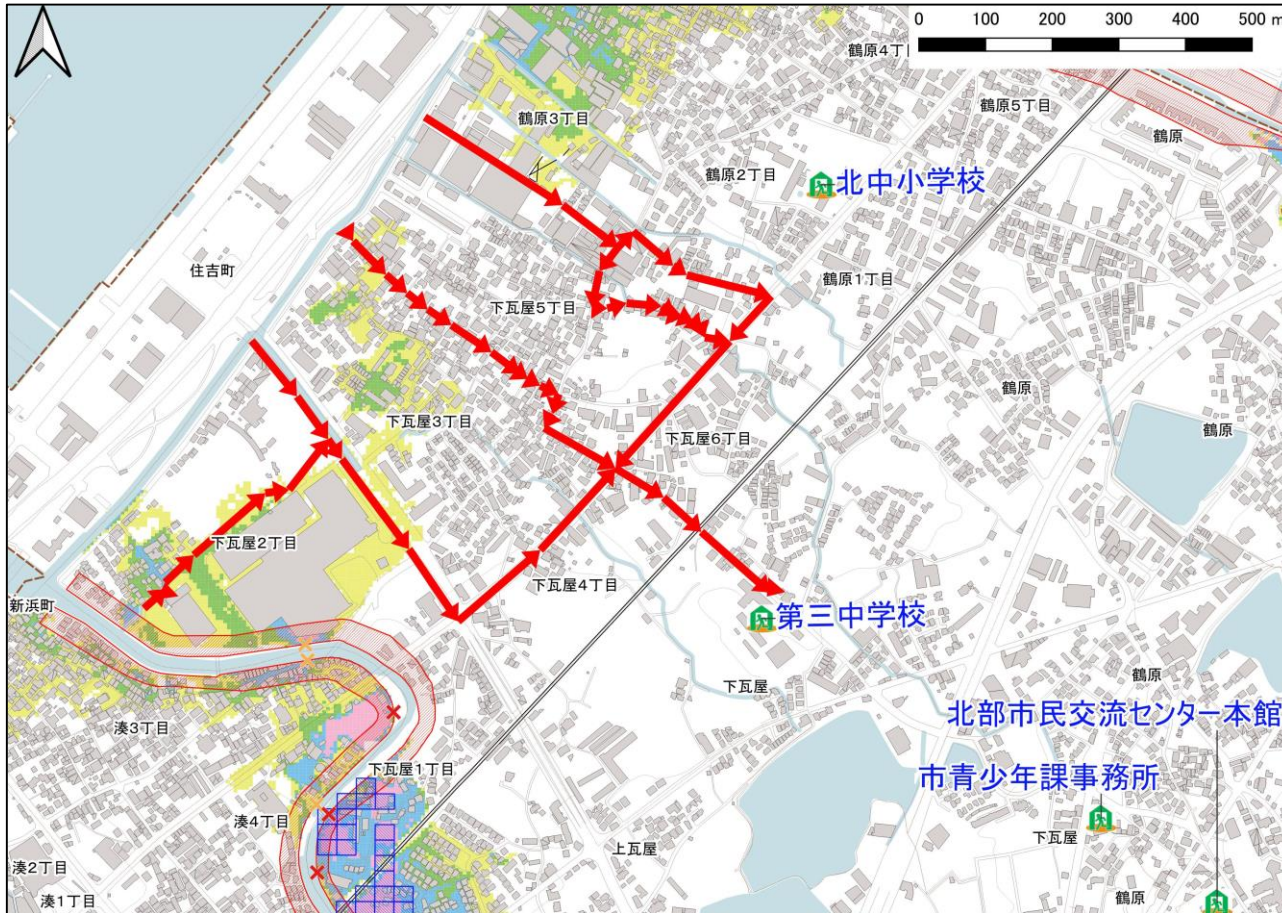 0 100 200 300 400 500 m
鶴原4丁目
鶴原5丁目
鶴原3丁目
鶴原
鶴原2丁目
北中小学校
住吉町
鶴原1丁目
下瓦屋5丁目
鶴原
鶴原
下瓦屋3丁目
下瓦屋6丁目
下瓦屋2丁目
下瓦屋4丁目
新浜町
第三中学校
下瓦屋
鶴原
湊3丁目
北部市民交流センター本館
下瓦屋1丁目
市青少年課事務所
湊4丁目
下瓦屋
上瓦屋
湊2丁目
湊1丁目
鶴原